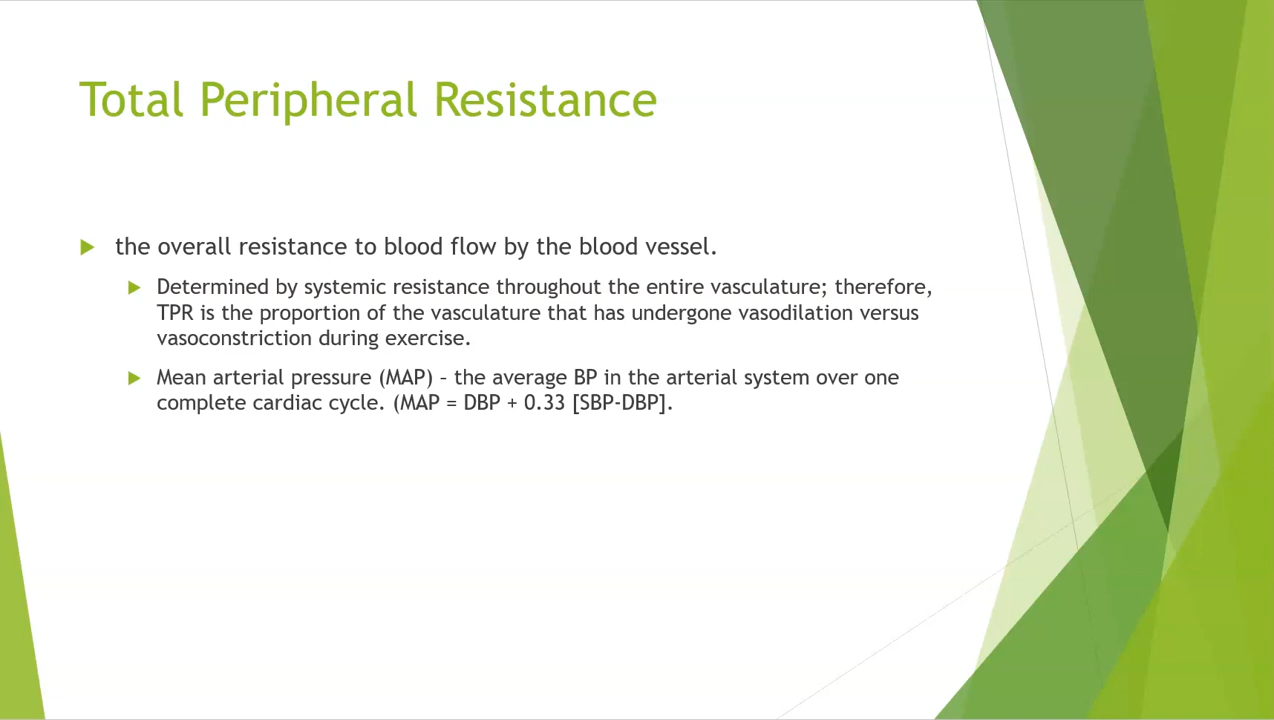 Total Peripheral Resistance
the overall resistance to blood flow by the blood vessel.
Determined by systemic resistance throughout the entire vasculature; therefore,
TPR is the proportion of the vasculature that has undergone vasodilation versus
vasoconstriction during exercise.
Mean arterial pressure (MAP) – the average BP in the arterial system over one
complete cardiac cycle. (MAP = DBP + 0.33 [SBP-DBP].